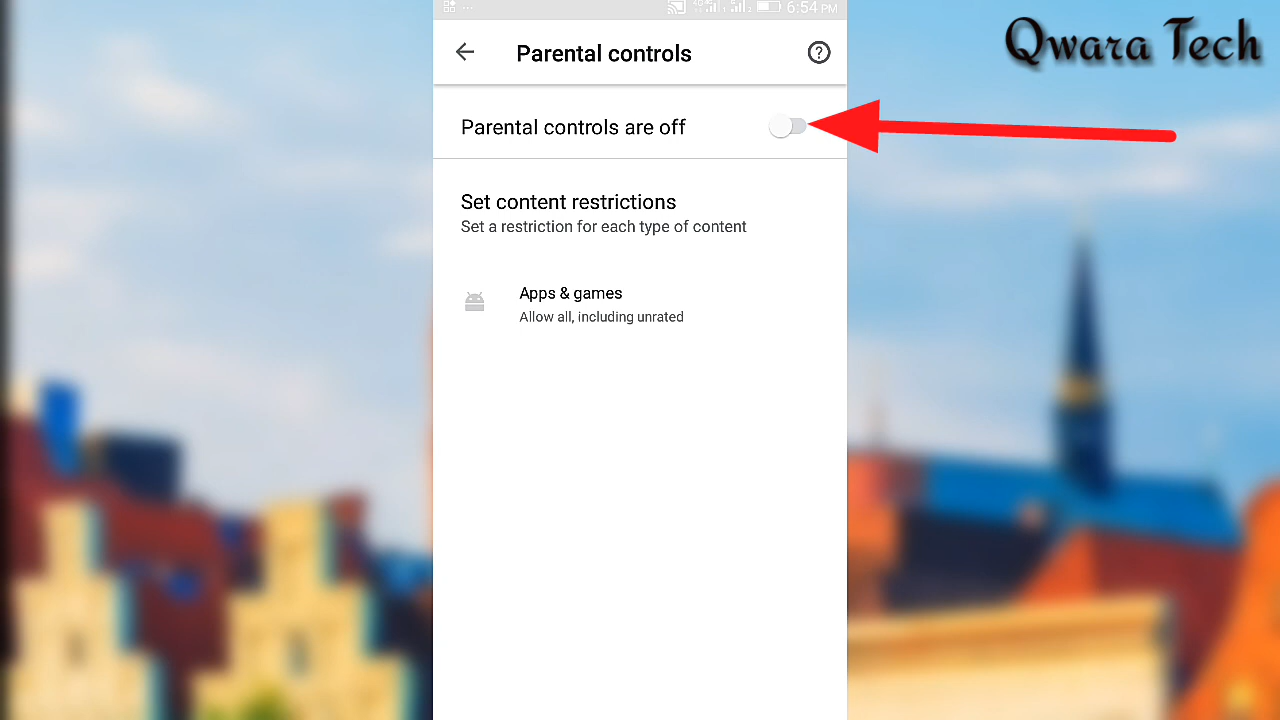 6:54 PM
Qwara Tech
Parental controls
Parental controls are off
Set content restrictions
Set a restriction for each type of content
Apps & games
Allow all, including unrated